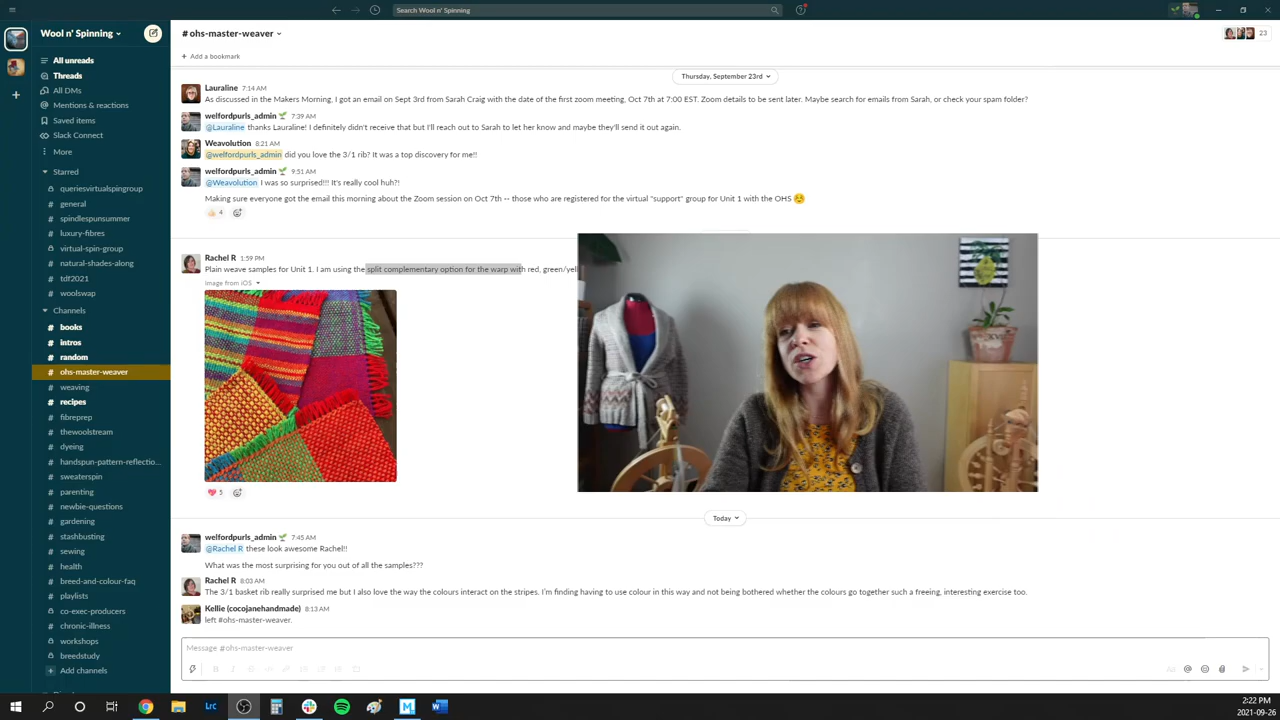 Search Wool n' Spinning
Wool n' Spinning
# ohs-master-weaver
23
Add a bookmark
All unreads
Threads
All DMs
Mentions & reactions
Saved items
Slack Connect
More
Starred
queriesvirtualspingroup
general
spindlespunsummer
luxury-fibres
virtual-spin-group
natural-shades-along
tdf2021
woolswap
Channels
# books
# intros
# random
# ohs-master-weaver
# weaving
# recipes
# fibreprep
# thewoolstream
# dyeing
# handspun-pattern-reflectio...
# sweaterspin
# parenting
# newbie-questions
# gardening
# stashbusting
# sewing
# health
# breed-and-colour-faq
# playlists
co-exec-producers
# chronic-illness
workshops
breedstudy
+ Add channels
Thursday, September 23rd
Lauraline 7:14 AM
As discussed in the Makers Morning, I got an email on Sept 3rd from Sarah Craig with the date of the first zoom meeting, Oct 7th at 7:00 EST. Zoom details to be sent later. Maybe search for emails from Sarah, or check your spam folder?
welfordpurls_admin 7:39 AM
@Lauraline thanks Lauraline! I definitely didn't receive that but I'll reach out to Sarah to let her know and maybe they'll send it out again.
Weavolution 8:21 AM
@welfordpurls_admin did you love the 3/1 rib? It was a top discovery for me!!
welfordpurls_admin 9:51 AM
@Weavolution I was so surprised!!! It's really cool huh?!
Making sure everyone got the email this morning about the Zoom session on Oct 7th -- those who are registered for the virtual "support" group for Unit 1 with the OHS ☺️
4
Rachel R 1:59 PM
Plain weave samples for Unit 1. I am using the split complementary option for the warp with red, green/yell
Image from iOS
5
Today
welfordpurls_admin 7:45 AM
@Rachel R these look awesome Rachel!!
What was the most surprising for you out of all the samples???
Rachel R 8:03 AM
The 3/1 basket rib really surprised me but I also love the way the colours interact on the stripes. I'm finding having to use colour in this way and not being bothered whether the colours go together such a freeing, interesting exercise too.
Kellie (cocojanehandmade) 8:13 AM
left #ohs-master-weaver.
Message #ohs-master-weaver
B I
Aa @
Lrc
M
W
2:22 PM
2021-09-26